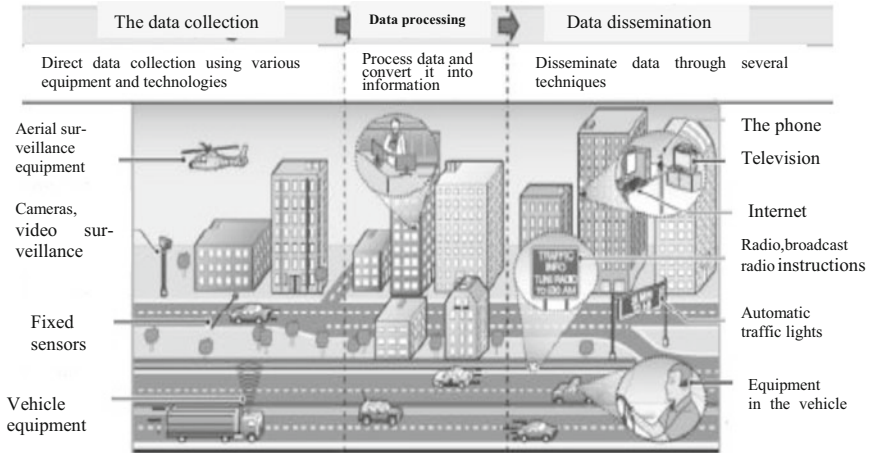 The data collection
Data processing
Data dissemination
Direct data collection using various
equipment and technologies
Process data and
convert it into
information
Disseminate data through several
techniques
Aerial sur-
veillance
equipment
Cameras,
video sur-
veillance
Fixed
sensors
Vehicle
equipment
The phone
Television
Internet
Radio,broadcast
radio instructions
Automatic
traffic lights
Equipment
in the vehicle
TRAFFIC
INFO
TUNE RADIO